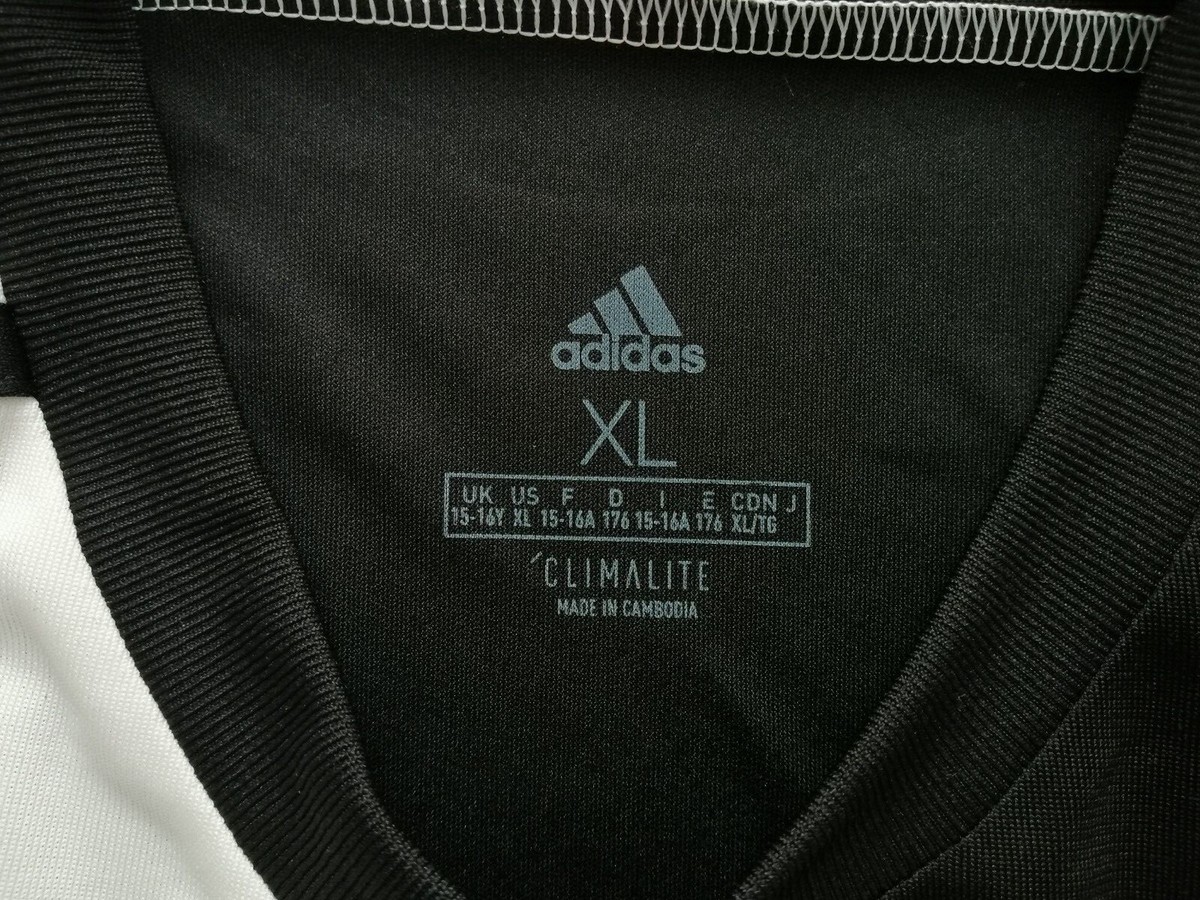 adidas
XL
UK US F D I E CDN J
15-16Y XL 15-16A 176 15-16A 176 XL/TG
CLIMALITE
MADE IN CAMBODIA